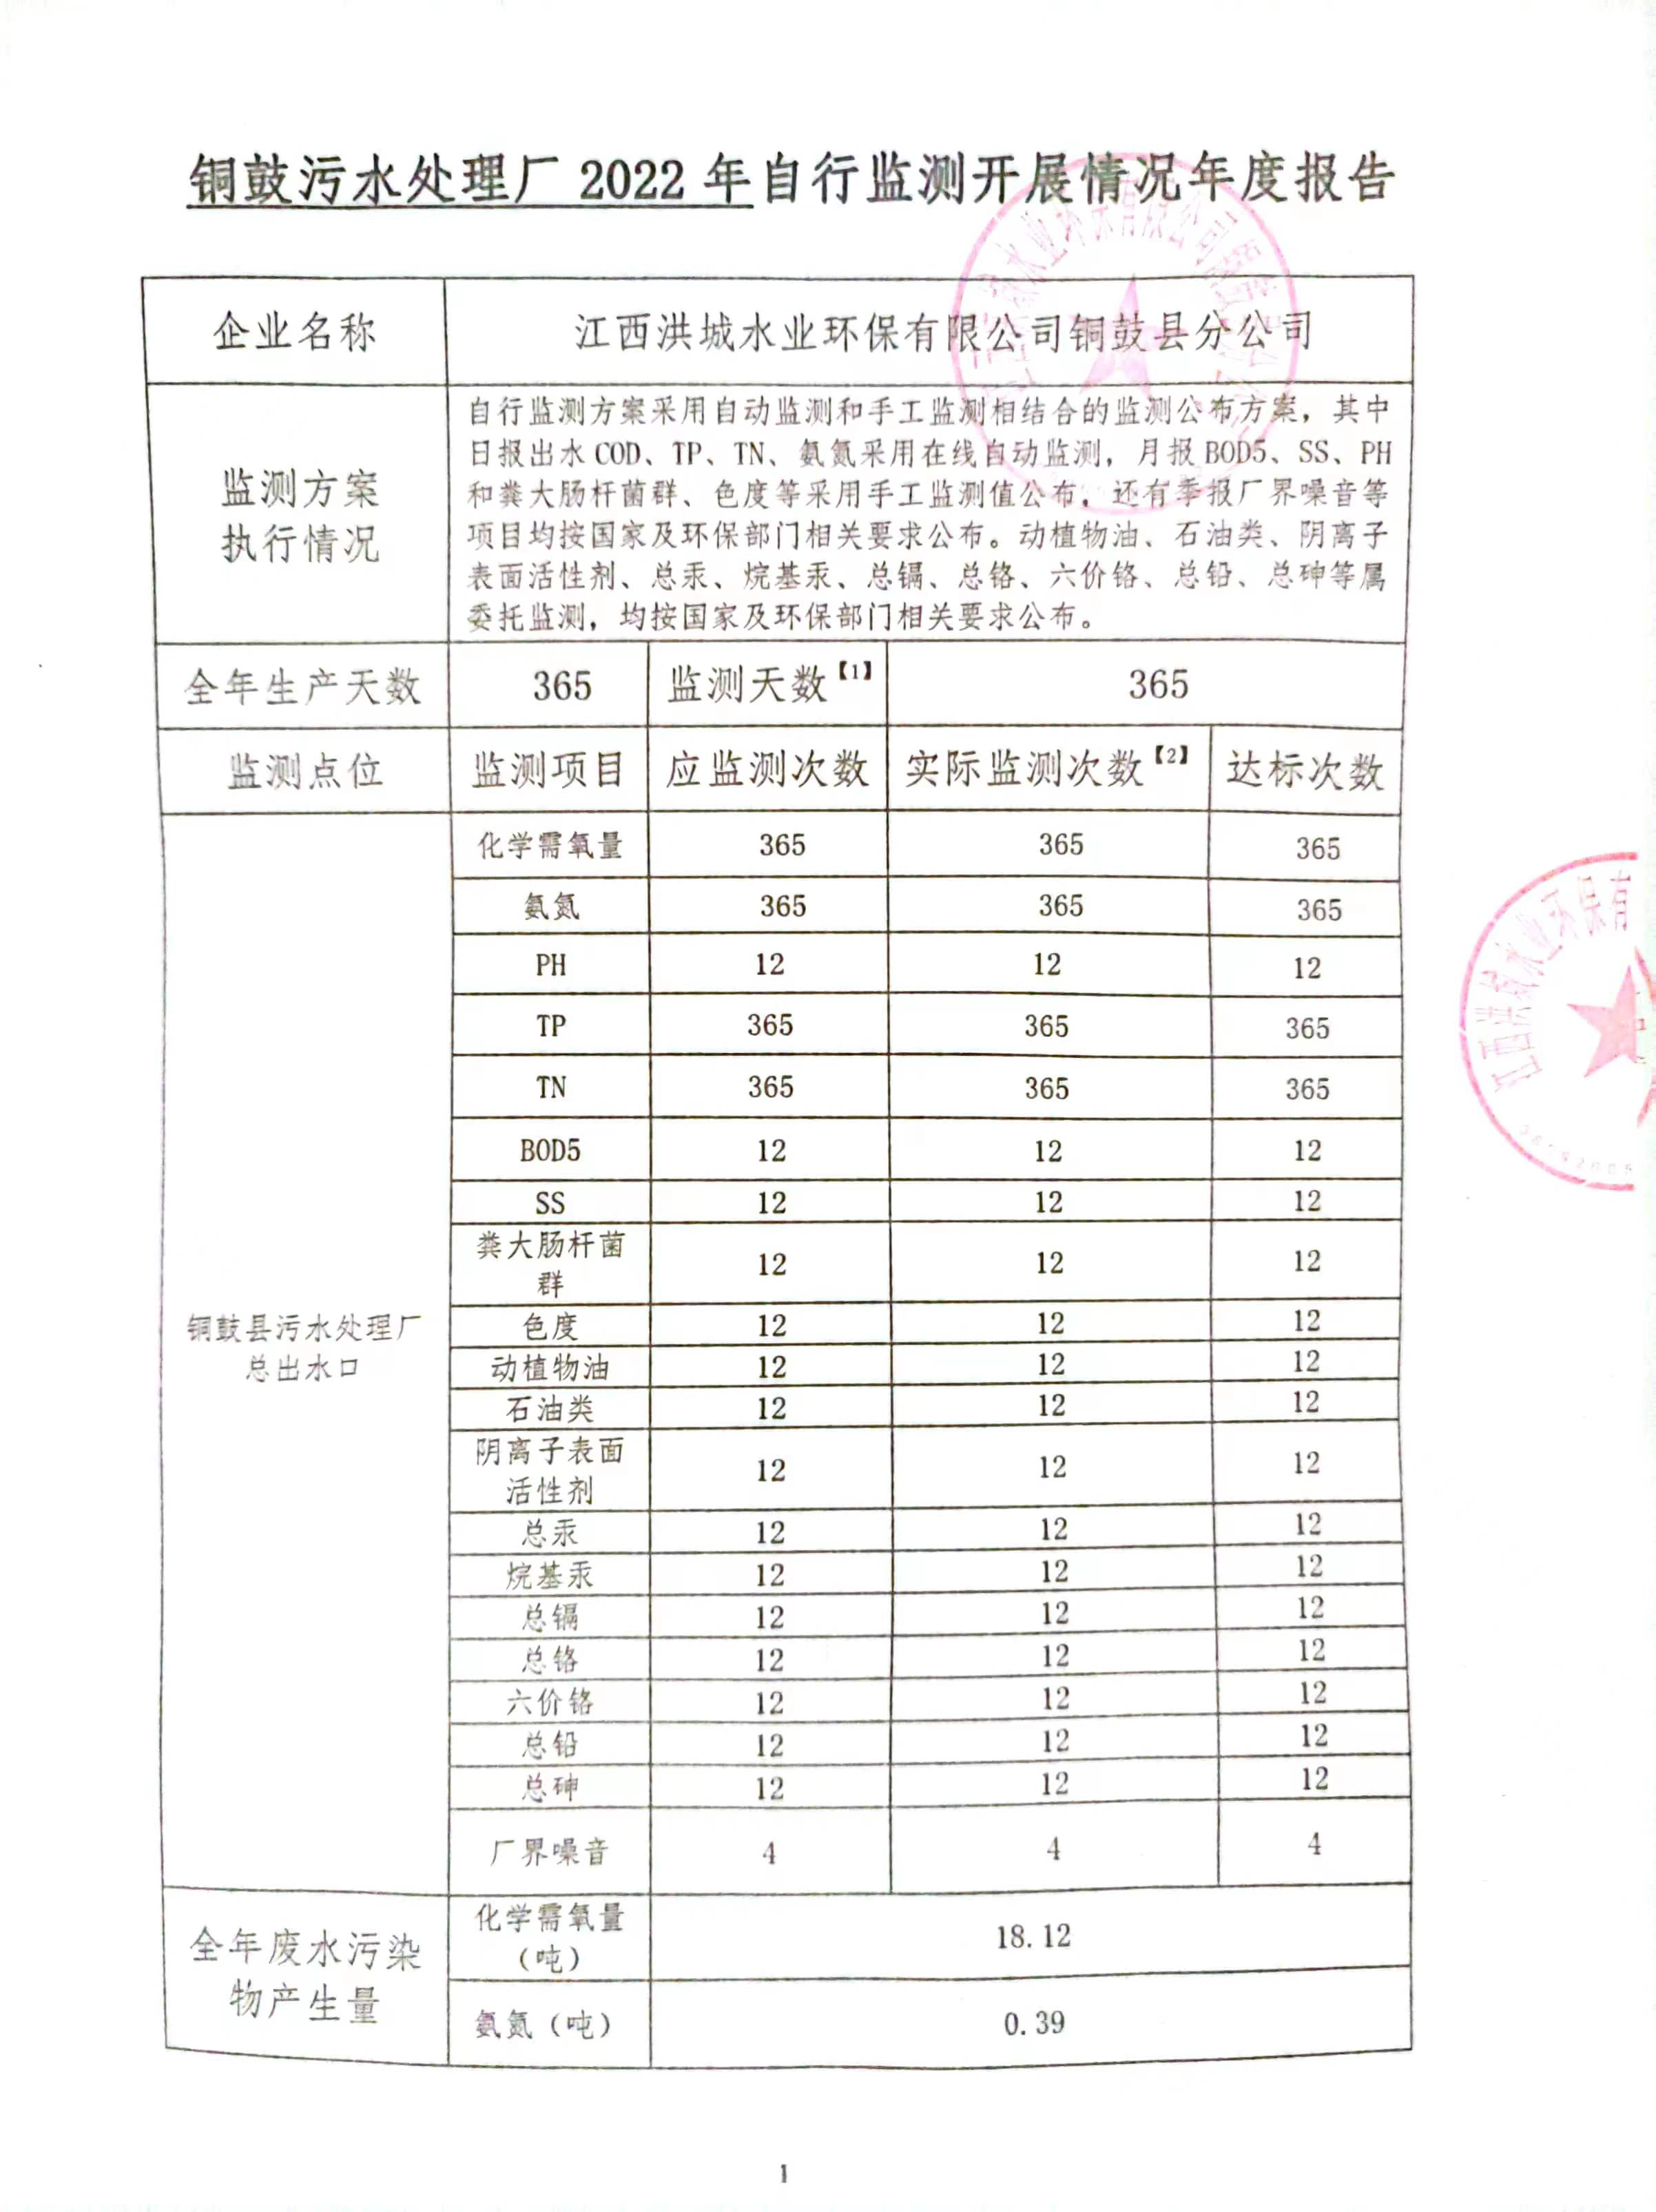 铜鼓污水处理厂 2022 年自行监测开展情况年度报告
企业名称 江西洪城水业环保有限公司铜鼓县分公司
监测方案
执行情况
自行监测方案采用自动监测和手工监测相结合的监测公布方案，其中
日报出水 COD、TP、TN、氨氮采用在线自动监测，月报 BOD5、SS、PH
和粪大肠杆菌群、色度等采用手工监测值公布，还有季报厂界噪音等
项目均按国家及环保部门相关要求公布。动植物油、石油类、阴离子
表面活性剂、总汞、烷基汞、总镉、总铬、六价铬、总铅、总砷等属
委托监测，均按国家及环保部门相关要求公布。
全年生产天数 365 监测天数【1】 365
监测点位 监测项目 应监测次数 实际监测次数【2】 达标次数
铜鼓县污水处理厂
总出水口
化学需氧量 365 365 365
氨氮 365 365 365
PH 12 12 12
TP 365 365 365
TN 365 365 365
BOD5 12 12 12
SS 12 12 12
粪大肠杆菌
群 12 12 12
色度 12 12 12
动植物油 12 12 12
石油类 12 12 12
阴离子表面
活性剂 12 12 12
总汞 12 12 12
烷基汞 12 12 12
总镉 12 12 12
总铬 12 12 12
六价铬 12 12 12
总铅 12 12 12
总砷 12 12 12
厂界噪音 4 4 4
全年废水污染
物产生量
化学需氧量
（吨） 18.12
氨氮（吨） 0.39
1
江西洪城水业环保有